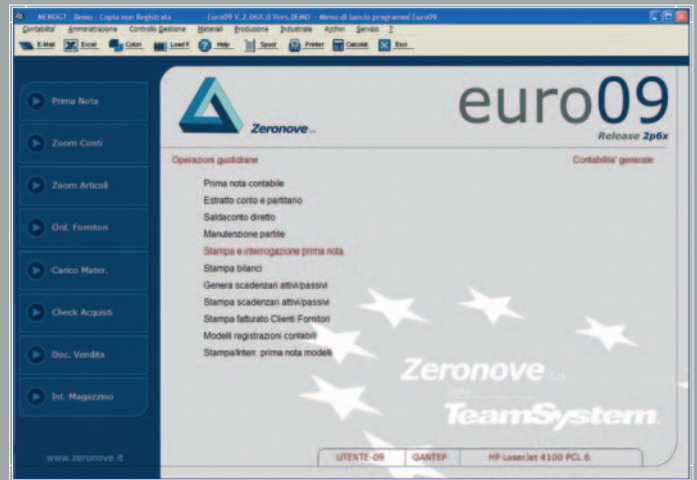 MENUGT Demo - Copia non Registrata - Euro09 V.2.06X.0 Vers.DEMO - Menu di lancio programmi Euro09
Contabilita' Amministrazione Controllo Gestione Materiali Produzione Industriale Archivi Servizio ?
E-Mail Excel Colori Load F Help Spool Printer Calcolat. Esci
Prima Nota
Zoom Conti
Zoom Articoli
Ord. Fornitori
Carico Mater.
Check Acquisti
Doc. Vendita
Int. Magazzino
www.zeronove.it
Zeronove
euro09
Release 2p6x
Operazioni quotidiane
Contabilita' generale
Prima nota contabile
Estratto conto e partitario
Saldaconto diretto
Manutenzione partite
Stampa e interrogazione prima nota
Stampa bilanci
Genera scadenzari attivi/passivi
Stampa scadenzari attivi/passivi
Stampa fatturato Clienti Fornitori
Modelli registrazioni contabili
Stampa/Interr. prima nota modelli
Zeronove
TeamSystem
UTENTE-09 GANTEP HP LaserJet 4100 PCL 6